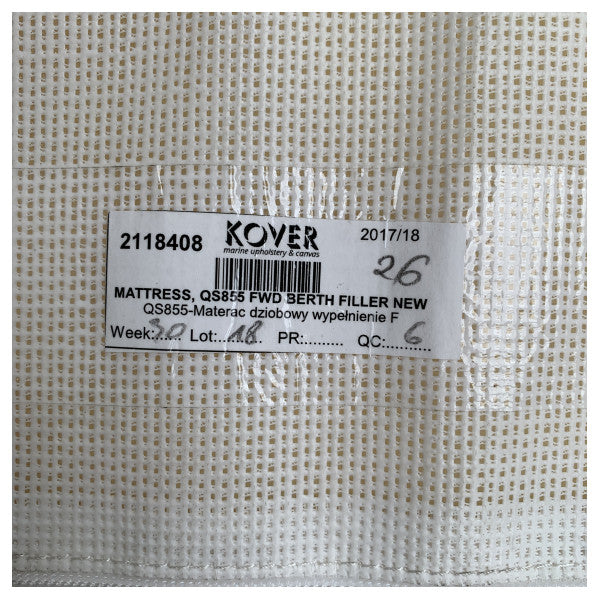 2118408 KOVER 2017/18
marine upholstery & canvas
26
MATTRESS, QS855 FWD BERTH FILLER NEW
QS855-Materac dziobowy wypełnienie F
Week:..30.. Lot:..18.... PR:......... QC:....6.....